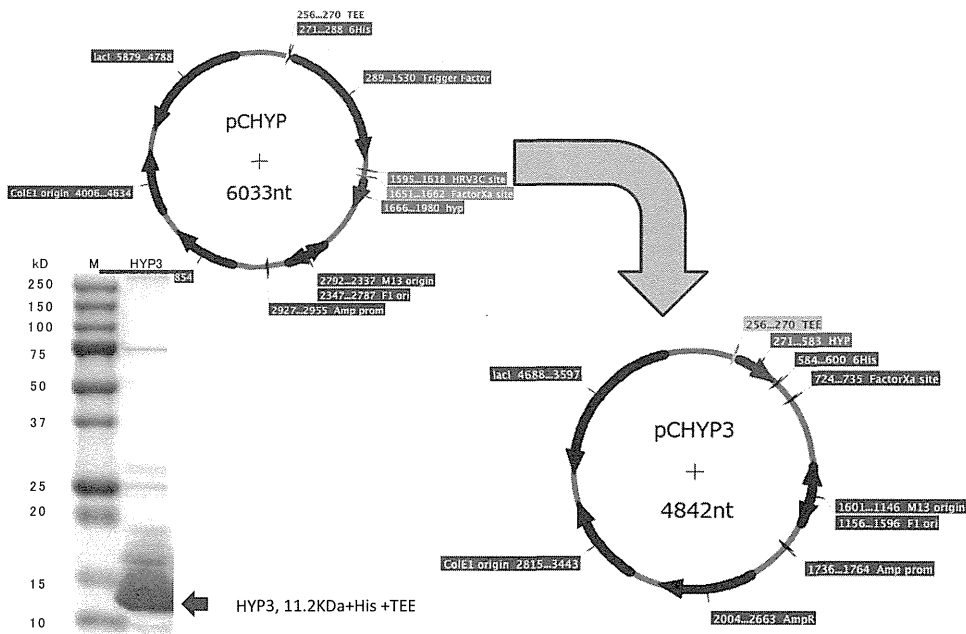 256...270 TEE
271...288 6His
lacI 5879...4788
289...1530 Trigger Factor
pCHYP
6033nt
1595...1618 HRV3C site
1651...1662 FactorXa site
1666...1980 hyp
ColE1 origin 4006...4634
2792...2337 M13 origin
2347...2787 F1 ori
2927...2955 Amp prom
854
kD
M
HYP3
250
150
100
75
50
37
25
20
15
10
HYP3, 11.2KDa+His +TEE
256...270 TEE
271...583 HYP
584...600 6His
724...735 FactorXa site
lacI 4688...3597
pCHYP3
4842nt
1601...1146 M13 origin
1156...1596 F1 ori
ColE1 origin 2815...3443
1736...1764 Amp prom
2004...2663 AmpR